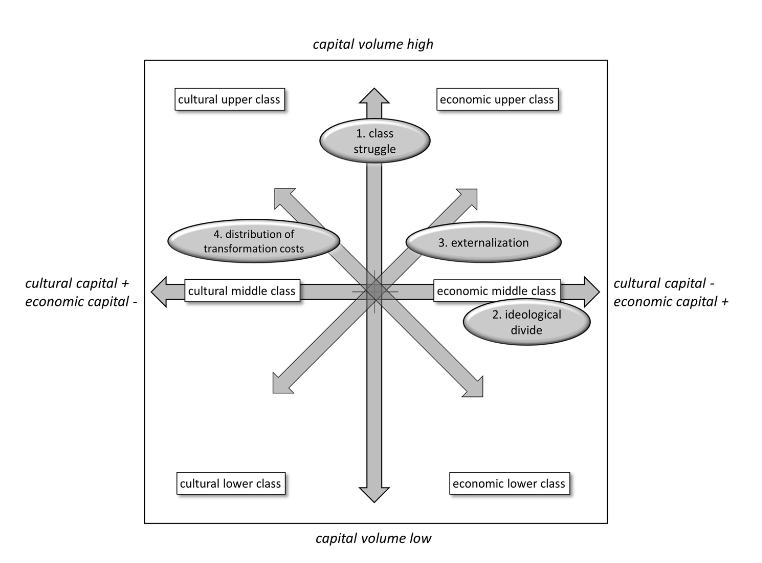 capital volume high
cultural upper class
economic upper class
1. class
struggle
4. distribution of
transformation costs
3. externalization
cultural capital +
economic capital -
cultural middle class
economic middle class
cultural capital -
economic capital +
2. ideological
divide
cultural lower class
economic lower class
capital volume low